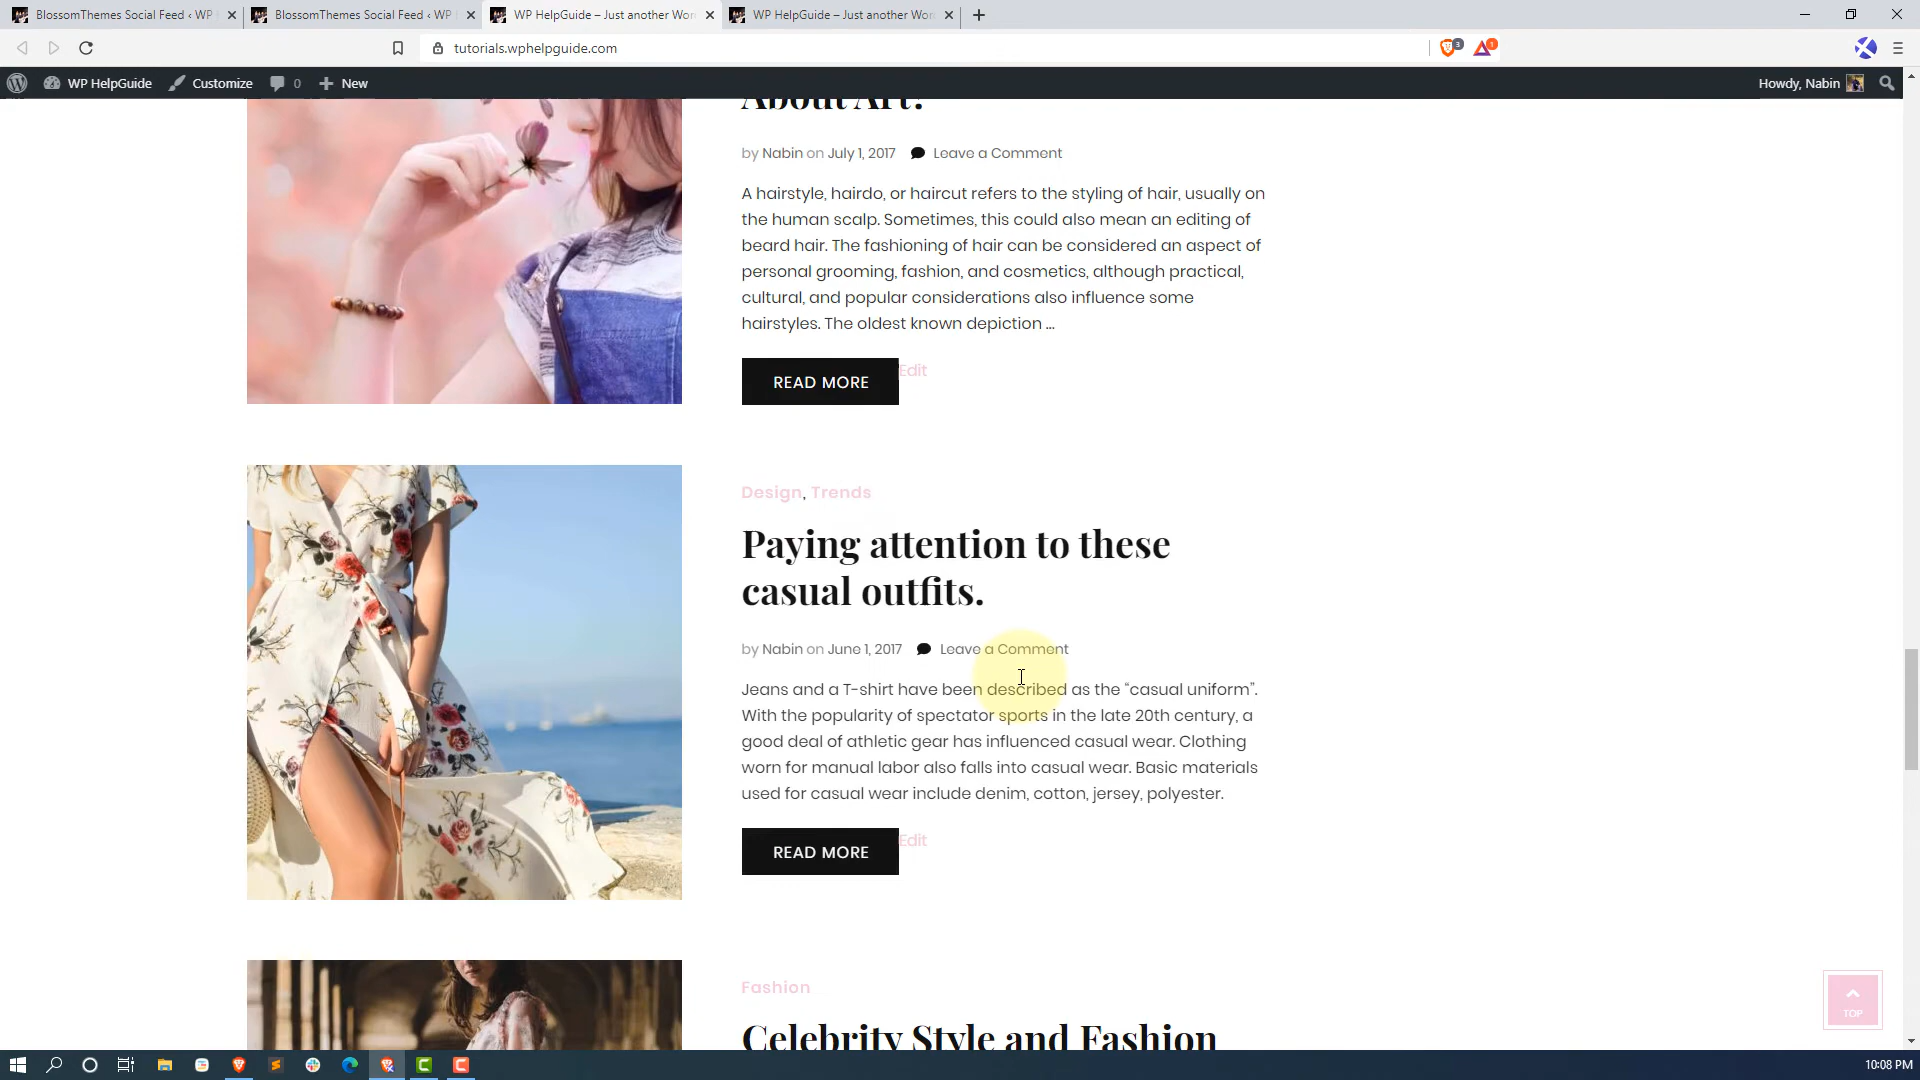 BlossomThemes Social Feed ‹ WP
BlossomThemes Social Feed ‹ WP
WP HelpGuide – Just another Wor
WP HelpGuide – Just another Wor
tutorials.wphelpguide.com
3
1
WP HelpGuide
Customize
0
New
Howdy, Nabin
About Art?
by Nabin on July 1, 2017 Leave a Comment
A hairstyle, hairdo, or haircut refers to the styling of hair, usually on
the human scalp. Sometimes, this could also mean an editing of
beard hair. The fashioning of hair can be considered an aspect of
personal grooming, fashion, and cosmetics, although practical,
cultural, and popular considerations also influence some
hairstyles. The oldest known depiction ...
READ MORE
Edit
Design, Trends
Paying attention to these
casual outfits.
by Nabin on June 1, 2017 Leave a Comment
Jeans and a T-shirt have been described as the “casual uniform”.
With the popularity of spectator sports in the late 20th century, a
good deal of athletic gear has influenced casual wear. Clothing
worn for manual labor also falls into casual wear. Basic materials
used for casual wear include denim, cotton, jersey, polyester.
READ MORE
Edit
Fashion
Celebrity Style and Fashion
TOP
10:08 PM